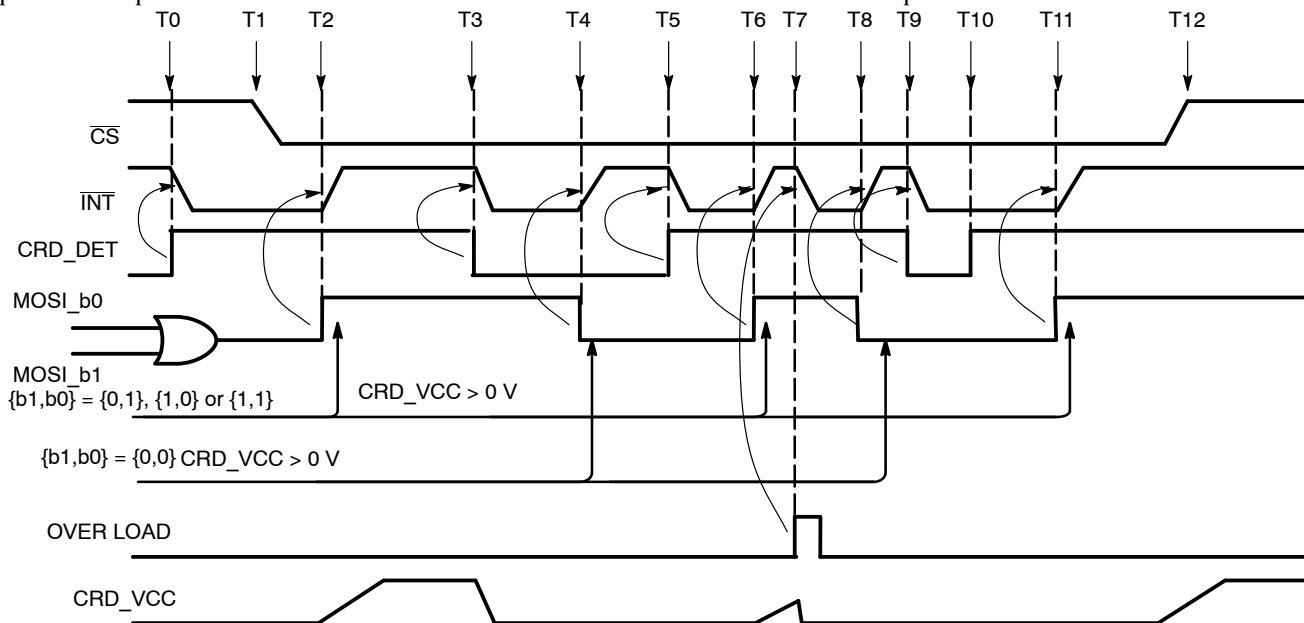 T0 T1 T2 T3 T4 T5 T6 T7 T8 T9 T10 T11 T12
CS
INT
CRD_DET
MOSI_b0
MOSI_b1
{b1,b0} = {0,1}, {1,0} or {1,1}
CRD_VCC > 0 V
{b1,b0} = {0,0} CRD_VCC > 0 V
OVER LOAD
CRD_VCC